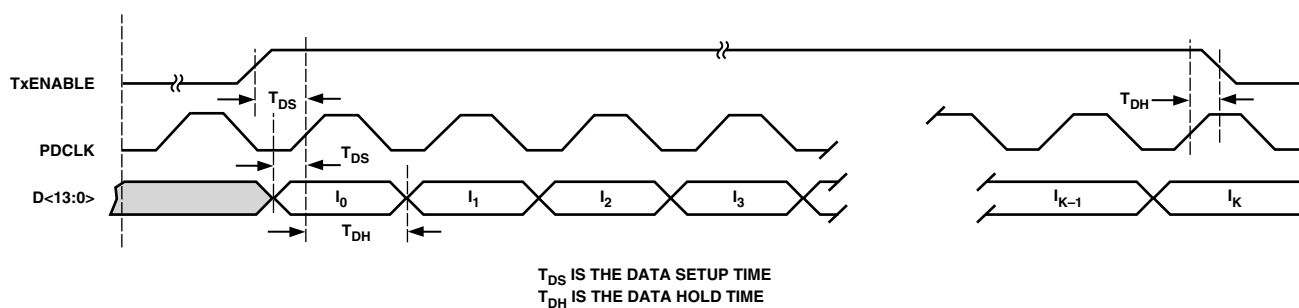 TxENABLE
T_DS
T_DH
PDCLK
T_DS
D<13:0>
I_0
I_1
I_2
I_3
I_K–1
I_K
T_DH
T_DS IS THE DATA SETUP TIME
T_DH IS THE DATA HOLD TIME